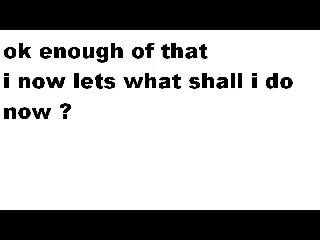 ok enough of that
i now lets what shall i do
now ?